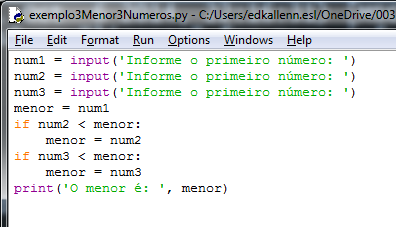 exemplo3Menor3Numeros.py - C:/Users/edkallenn.esl/OneDrive/003
File Edit Format Run Options Windows Help
num1 = input('Informe o primeiro número: ')
num2 = input('Informe o primeiro número: ')
num3 = input('Informe o primeiro número: ')
menor = num1
if num2 < menor:
    menor = num2
if num3 < menor:
    menor = num3
print('O menor é: ', menor)